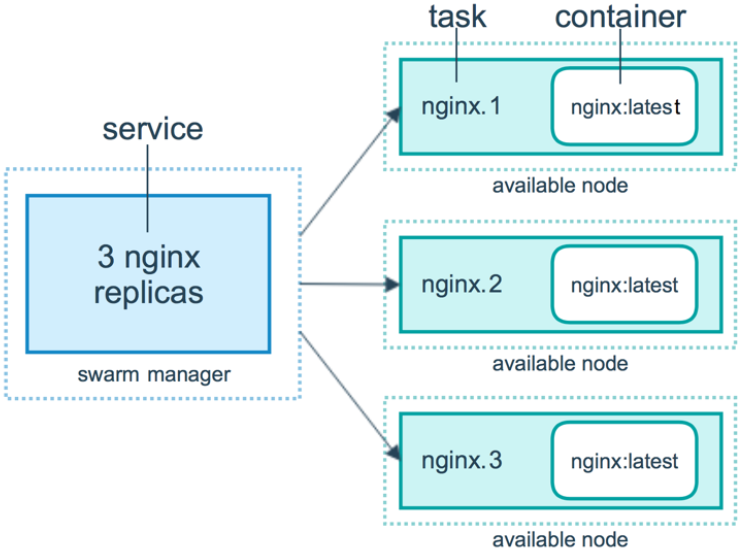 task
container
nginx.1
nginx:latest
available node
service
3 nginx
replicas
swarm manager
nginx.2
nginx:latest
available node
nginx.3
nginx:latest
available node